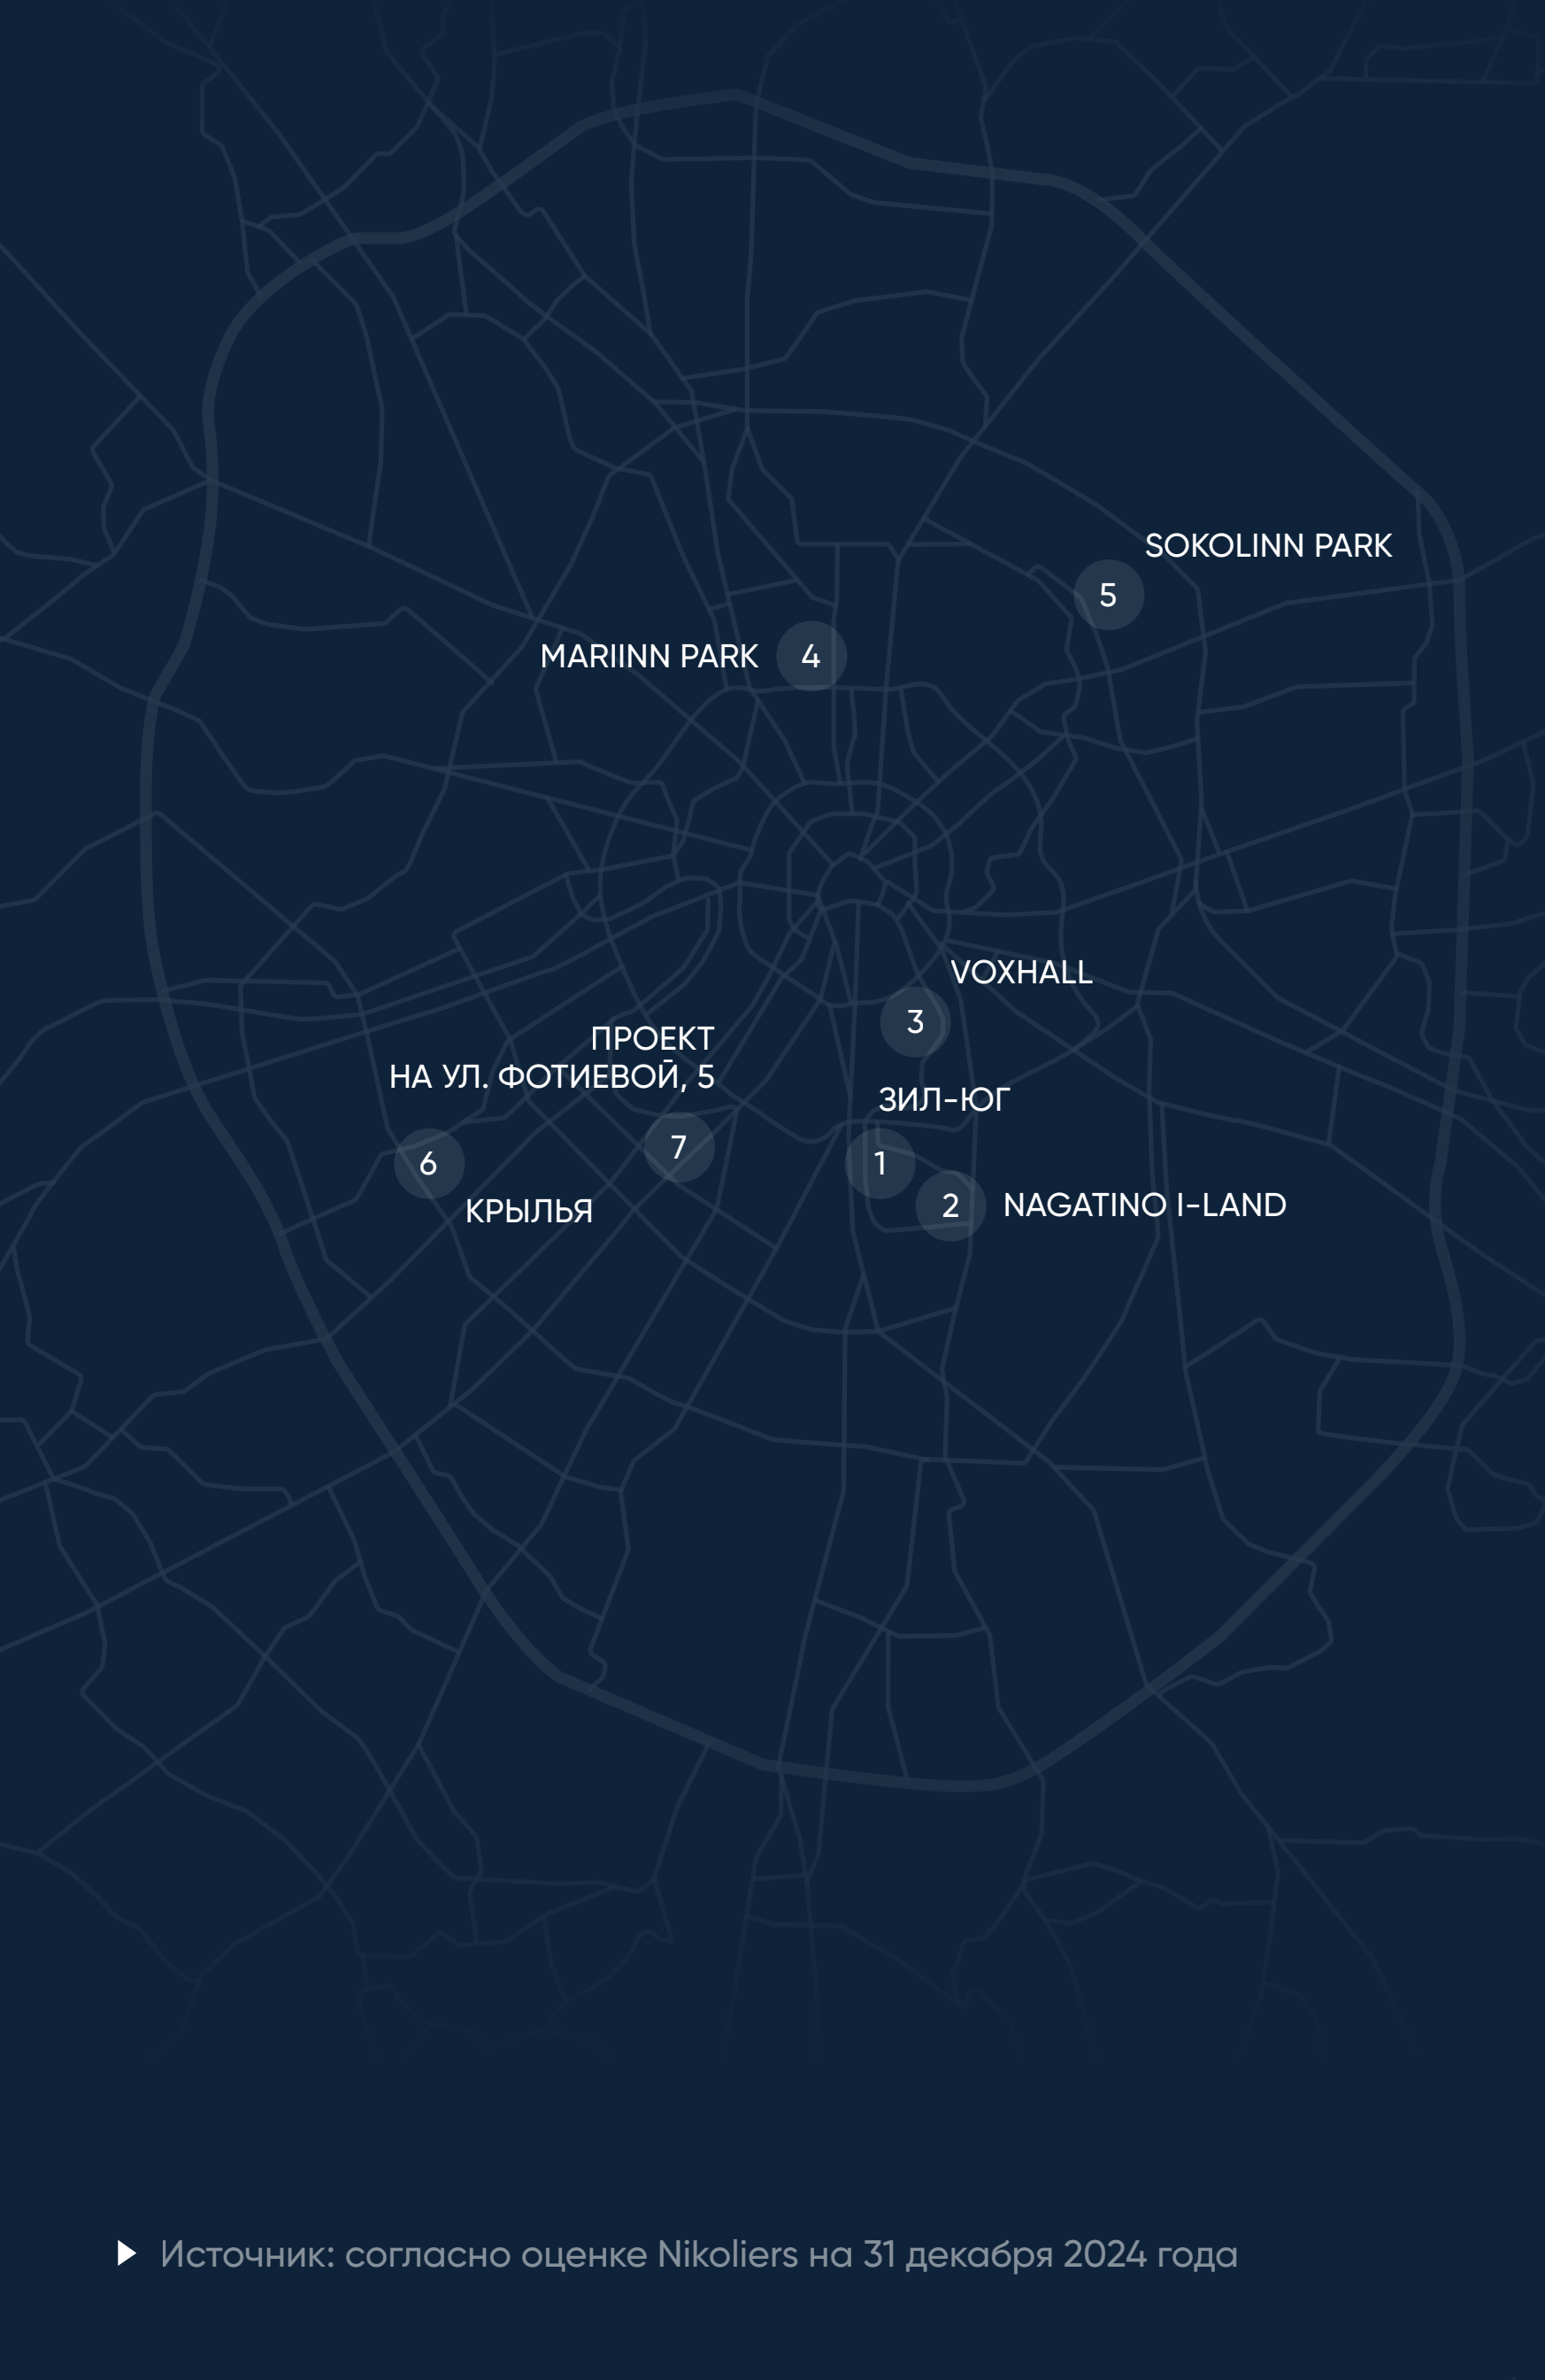 SOKOLINN PARK
5
MARIINN PARK
4
VOXHALL
3
ПРОЕКТ
НА УЛ. ФОТИЕВОЙ, 5
7
ЗИЛ-ЮГ
1
6
КРЫЛЬЯ
2
NAGATINO I-LAND
Источник: согласно оценке Nikoliers на 31 декабря 2024 года